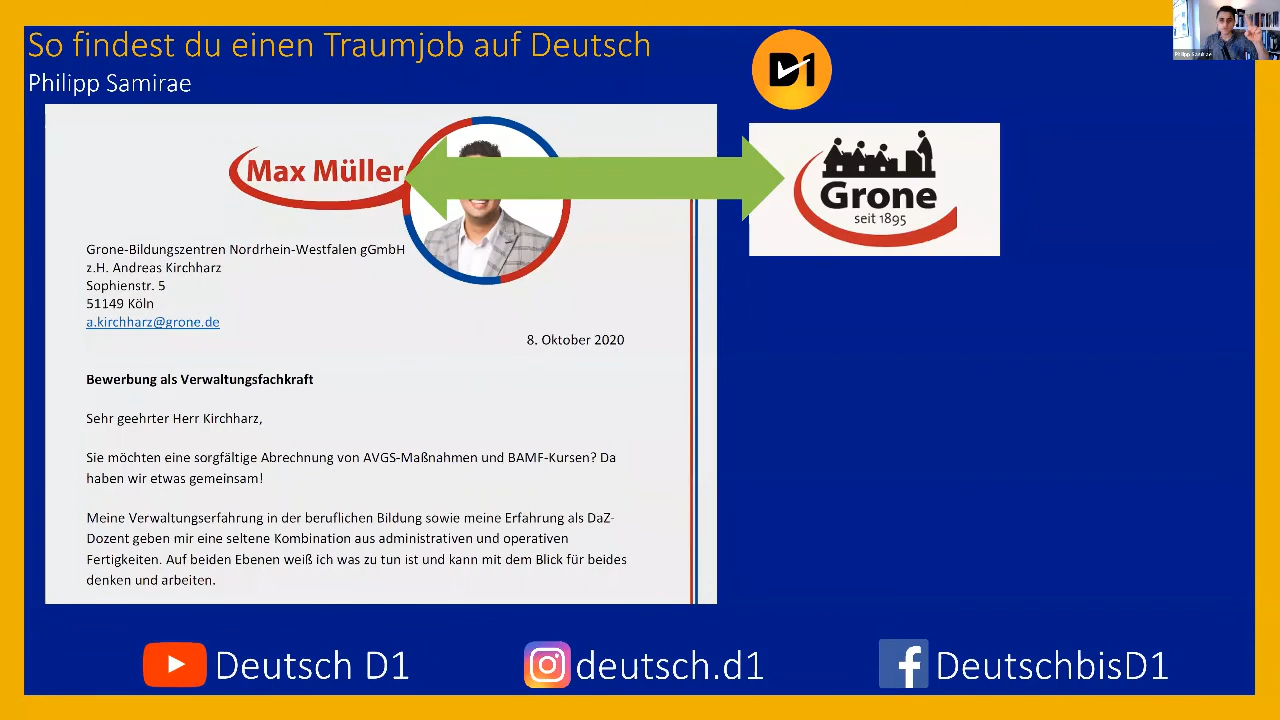 So findest du einen Traumjob auf Deutsch
Philipp Samirae
Philipp Samirae
D1
Max Müller
Grone
seit 1895
Grone-Bildungszentren Nordrhein-Westfalen gGmbH
z.H. Andreas Kirchharz
Sophienstr. 5
51149 Köln
a.kirchharz@grone.de
8. Oktober 2020
Bewerbung als Verwaltungsfachkraft
Sehr geehrter Herr Kirchharz,
Sie möchten eine sorgfältige Abrechnung von AVGS-Maßnahmen und BAMF-Kursen? Da
haben wir etwas gemeinsam!
Meine Verwaltungserfahrung in der beruflichen Bildung sowie meine Erfahrung als DaZ-
Dozent geben mir eine seltene Kombination aus administrativen und operativen
Fertigkeiten. Auf beiden Ebenen weiß ich was zu tun ist und kann mit dem Blick für beides
denken und arbeiten.
Deutsch D1
deutsch.d1
DeutschbisD1